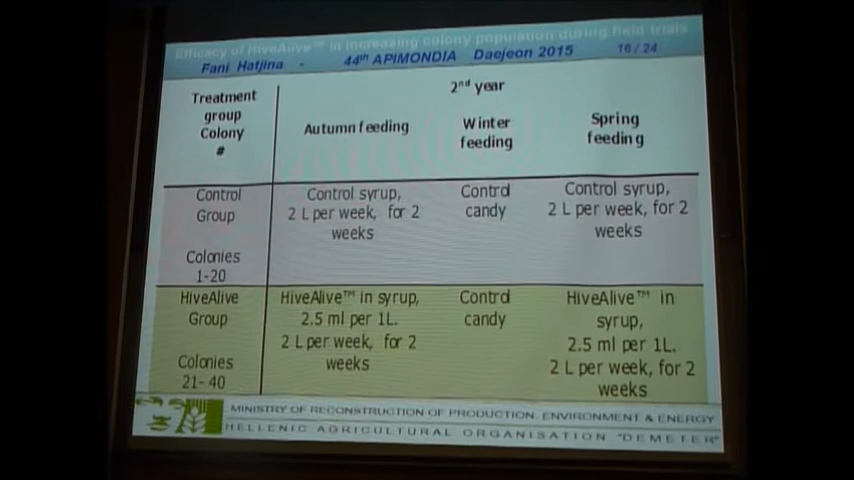 Efficacy of HiveAlive™ in increasing colony population during field trials
Fani Hatjina - 44th APIMONDIA Daejeon 2015 16 / 24
2nd year
Treatment group Colony #
Autumn feeding
Winter feeding
Spring feeding
Control Group
Colonies 1-20
Control syrup, 2 L per week, for 2 weeks
Control candy
Control syrup, 2 L per week, for 2 weeks
HiveAlive Group
Colonies 21- 40
HiveAlive™ in syrup, 2.5 ml per 1L. 2 L per week, for 2 weeks
Control candy
HiveAlive™ in syrup, 2.5 ml per 1L. 2 L per week, for 2 weeks
MINISTRY OF RECONSTRUCTION OF PRODUCTION, ENVIRONMENT & ENERGY
HELLENIC AGRICULTURAL ORGANISATION "DEMETER"